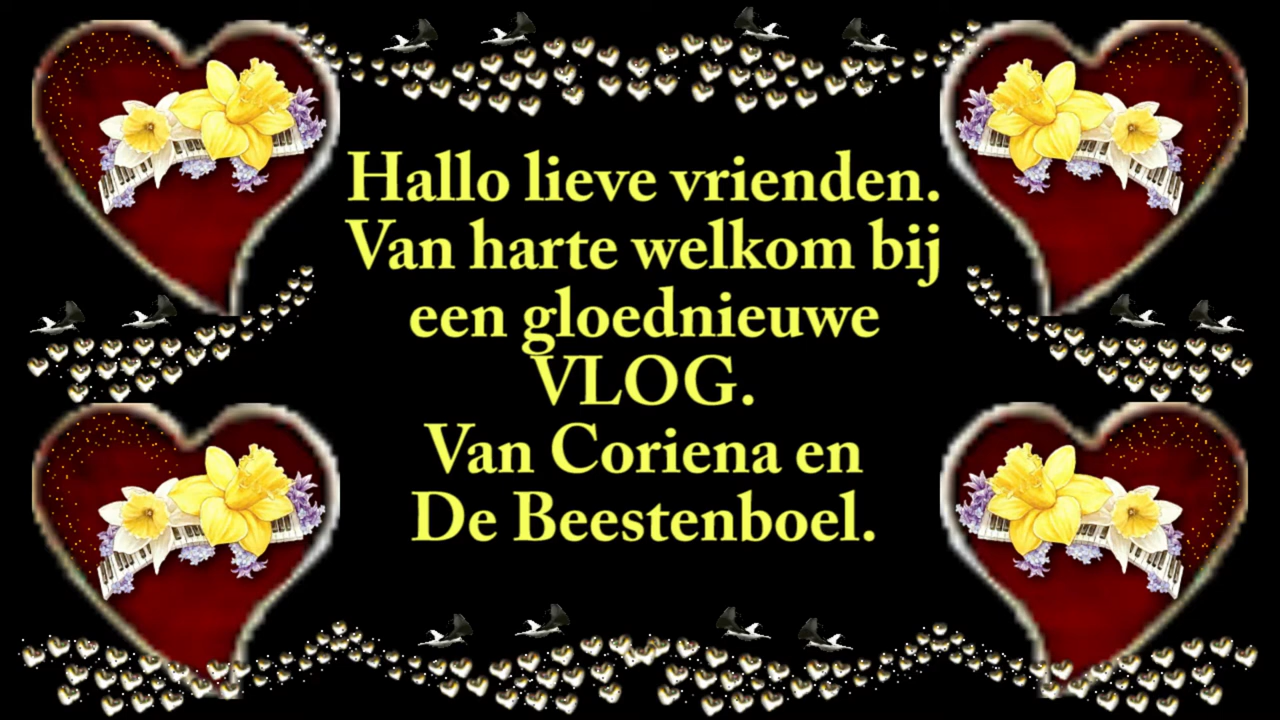 Hallo lieve vrienden.
Van harte welkom bij
een gloednieuwe
VLOG.
Van Coriena en
De Beestenboel.